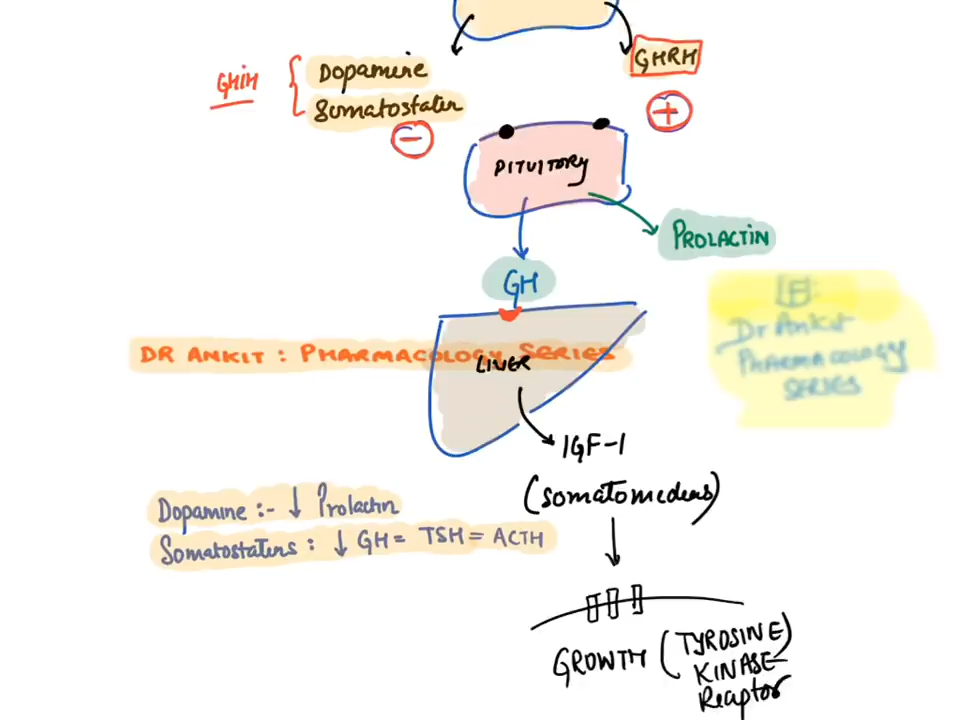 GHRH
GHIH
Dopamine
Somatostatin
+
-
PITUITORY
PROLACTIN
GH
DR ANKIT : PHARMACOLOGY SERIES
LIVER
Dr Ankit
PHARMACOLOGY
SERIES
IGF-1
(somatomedins)
Dopamine :- ↓ Prolactin
Somatostatins : ↓ GH = TSH = ACTH
GROWTH (TYROSINE
KINASE
Receptor)